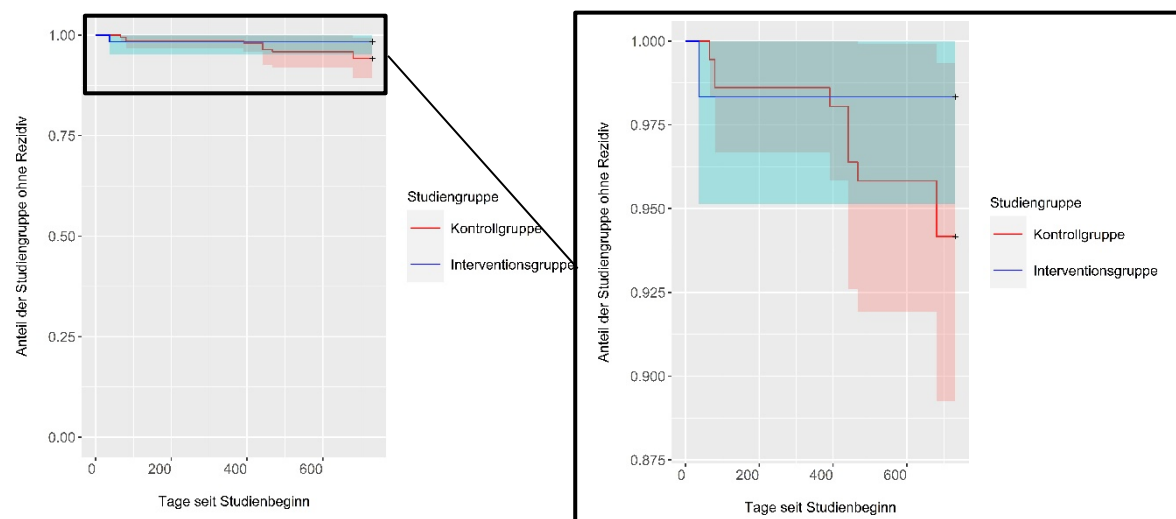 Anteil der Studiengruppe ohne Rezidiv
1.00
0.75
0.50
0.25
0.00
0
200
400
600
Tage seit Studienbeginn
Studiengruppe
Kontrollgruppe
Interventionsgruppe
Anteil der Studiengruppe ohne Rezidiv
1.000
0.975
0.950
0.925
0.900
0.875
0
200
400
600
Tage seit Studienbeginn
Studiengruppe
Kontrollgruppe
Interventionsgruppe